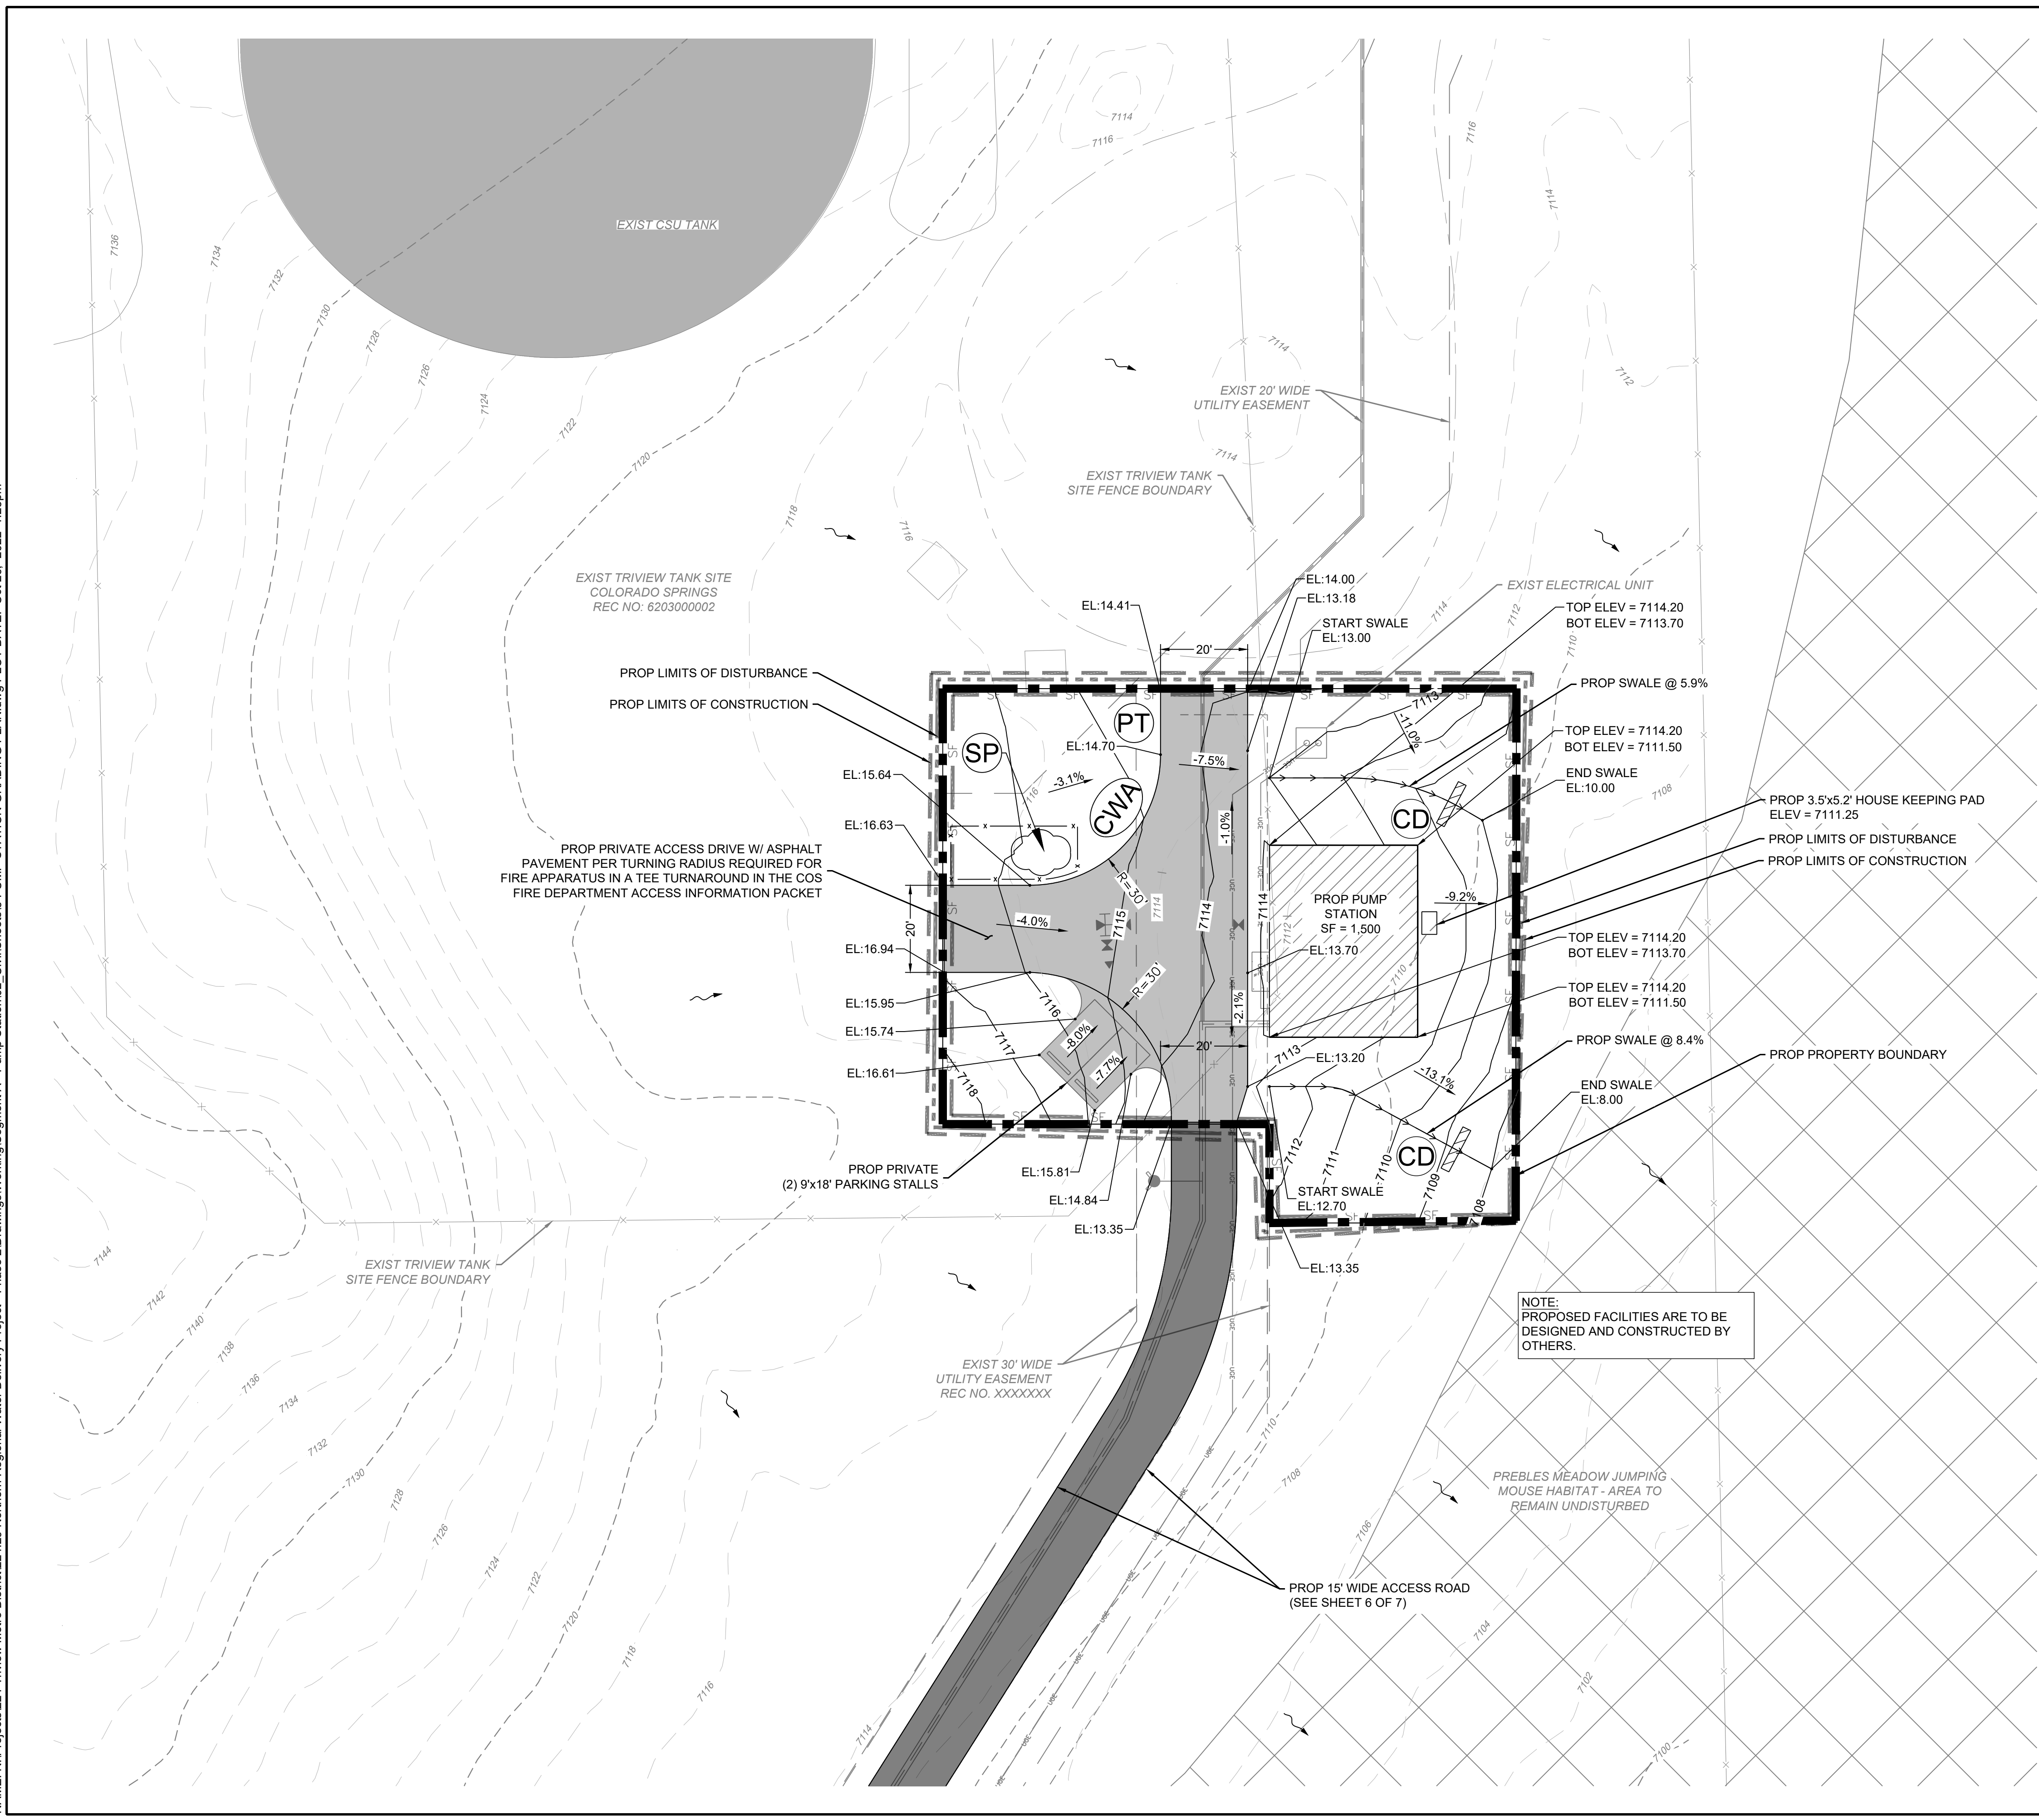 EXIST CSU TANK
7114
7116
7116
7136
7134
7132
7130
7128
7126
7124
7122
7120
7118
7116
7114
7114
7114
7112
EXIST 20' WIDE
UTILITY EASEMENT
EXIST TRIVIEW TANK
SITE FENCE BOUNDARY
EXIST TRIVIEW TANK SITE
COLORADO SPRINGS
REC NO: 6203000002
EL:14.41
EL:14.00
EL:13.18
START SWALE
EL:13.00
EXIST ELECTRICAL UNIT
7114
7112
7110
7108
TOP ELEV = 7114.20
BOT ELEV = 7113.70
20'
PROP LIMITS OF DISTURBANCE
PROP LIMITS OF CONSTRUCTION
PROP SWALE @ 5.9%
TOP ELEV = 7114.20
BOT ELEV = 7111.50
END SWALE
EL:10.00
PROP 3.5'x5.2' HOUSE KEEPING PAD
ELEV = 7111.25
PROP LIMITS OF DISTURBANCE
PROP LIMITS OF CONSTRUCTION
SF SF SF SF SF SF
PT
SP
CWA
CD
EL:14.70
-7.5%
-3.1%
-11.0%
7113
116
EL:15.64
EL:16.63
PROP PRIVATE ACCESS DRIVE W/ ASPHALT
PAVEMENT PER TURNING RADIUS REQUIRED FOR
FIRE APPARATUS IN A TEE TURNAROUND IN THE COS
FIRE DEPARTMENT ACCESS INFORMATION PACKET
-1.0%
R = 30'
-4.0%
20'
7115
7114
7114
7114
7112
PROP PUMP
STATION
SF = 1,500
-9.2%
7110
TOP ELEV = 7114.20
BOT ELEV = 7113.70
EL:13.70
EL:16.94
R = 30'
EL:15.95
EL:15.74
7116
-8.0%
-7.7%
-2.1%
20'
TOP ELEV = 7114.20
BOT ELEV = 7111.50
PROP SWALE @ 8.4%
PROP PROPERTY BOUNDARY
7117
7118
EL:16.61
7113
EL:13.20
-13.1%
END SWALE
EL:8.00
CD
7112
7111
7110
7109
7108
PROP PRIVATE
(2) 9'x18' PARKING STALLS
EL:15.81
EL:14.84
EL:13.35
START SWALE
EL:12.70
EL:13.35
EXIST TRIVIEW TANK
SITE FENCE BOUNDARY
NOTE:
PROPOSED FACILITIES ARE TO BE
DESIGNED AND CONSTRUCTED BY
OTHERS.
EXIST 30' WIDE
UTILITY EASEMENT
REC NO. XXXXXXX
7144
7142
7140
7138
7136
7134
7132
7130
7128
7126
7124
7122
7120
7118
7116
7114
UGE
7110
7108
7106
7104
7102
7100
PREBLES MEADOW JUMPING
MOUSE HABITAT - AREA TO
REMAIN UNDISTURBED
PROP 15' WIDE ACCESS ROAD
(SEE SHEET 6 OF 7)